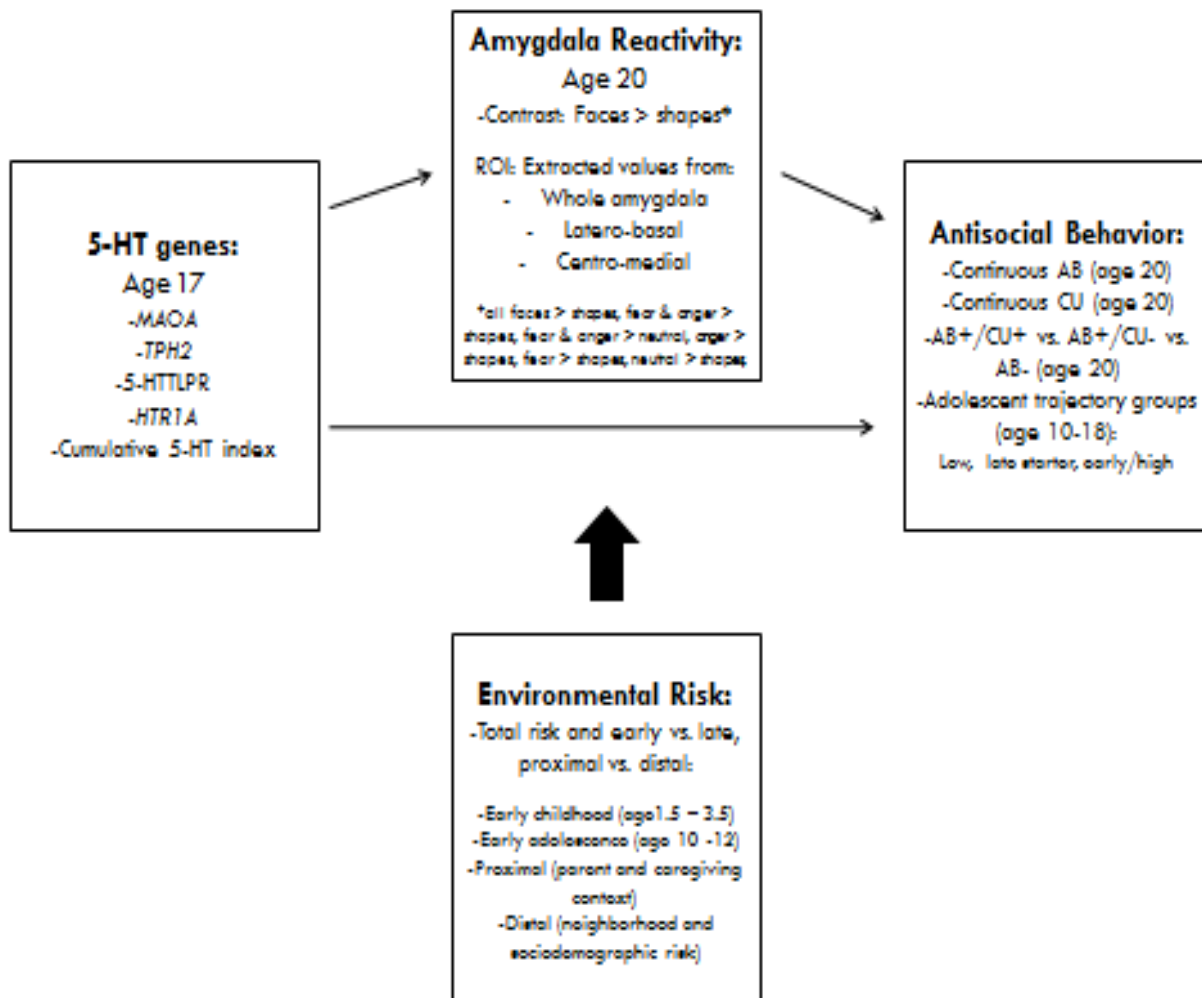 Amygdala Reactivity:
Age 20
-Contrast: Faces > shapes*
ROI: Extracted values from:
- Whole amygdala
- Latero-basal
- Centro-medial
*all faces > shapes, fear & anger >
shapes, fear & anger > neutral, anger >
shapes, fear > shapes, neutral > shapes
5-HT genes:
Age 17
-MAOA
-TPH2
-5-HTTLPR
-HTR1A
-Cumulative 5-HT index
Antisocial Behavior:
-Continuous AB (age 20)
-Continuous CU (age 20)
-AB+/CU+ vs. AB+/CU- vs.
AB- (age 20)
-Adolescent trajectory groups
(age 10-18):
Low, late starter, early/high
Environmental Risk:
-Total risk and early vs. late,
proximal vs. distal:
-Early childhood (age1.5 – 3.5)
-Early adolescence (age 10 -12)
-Proximal (parent and caregiving
context)
-Distal (neighborhood and
sociodemographic risk)